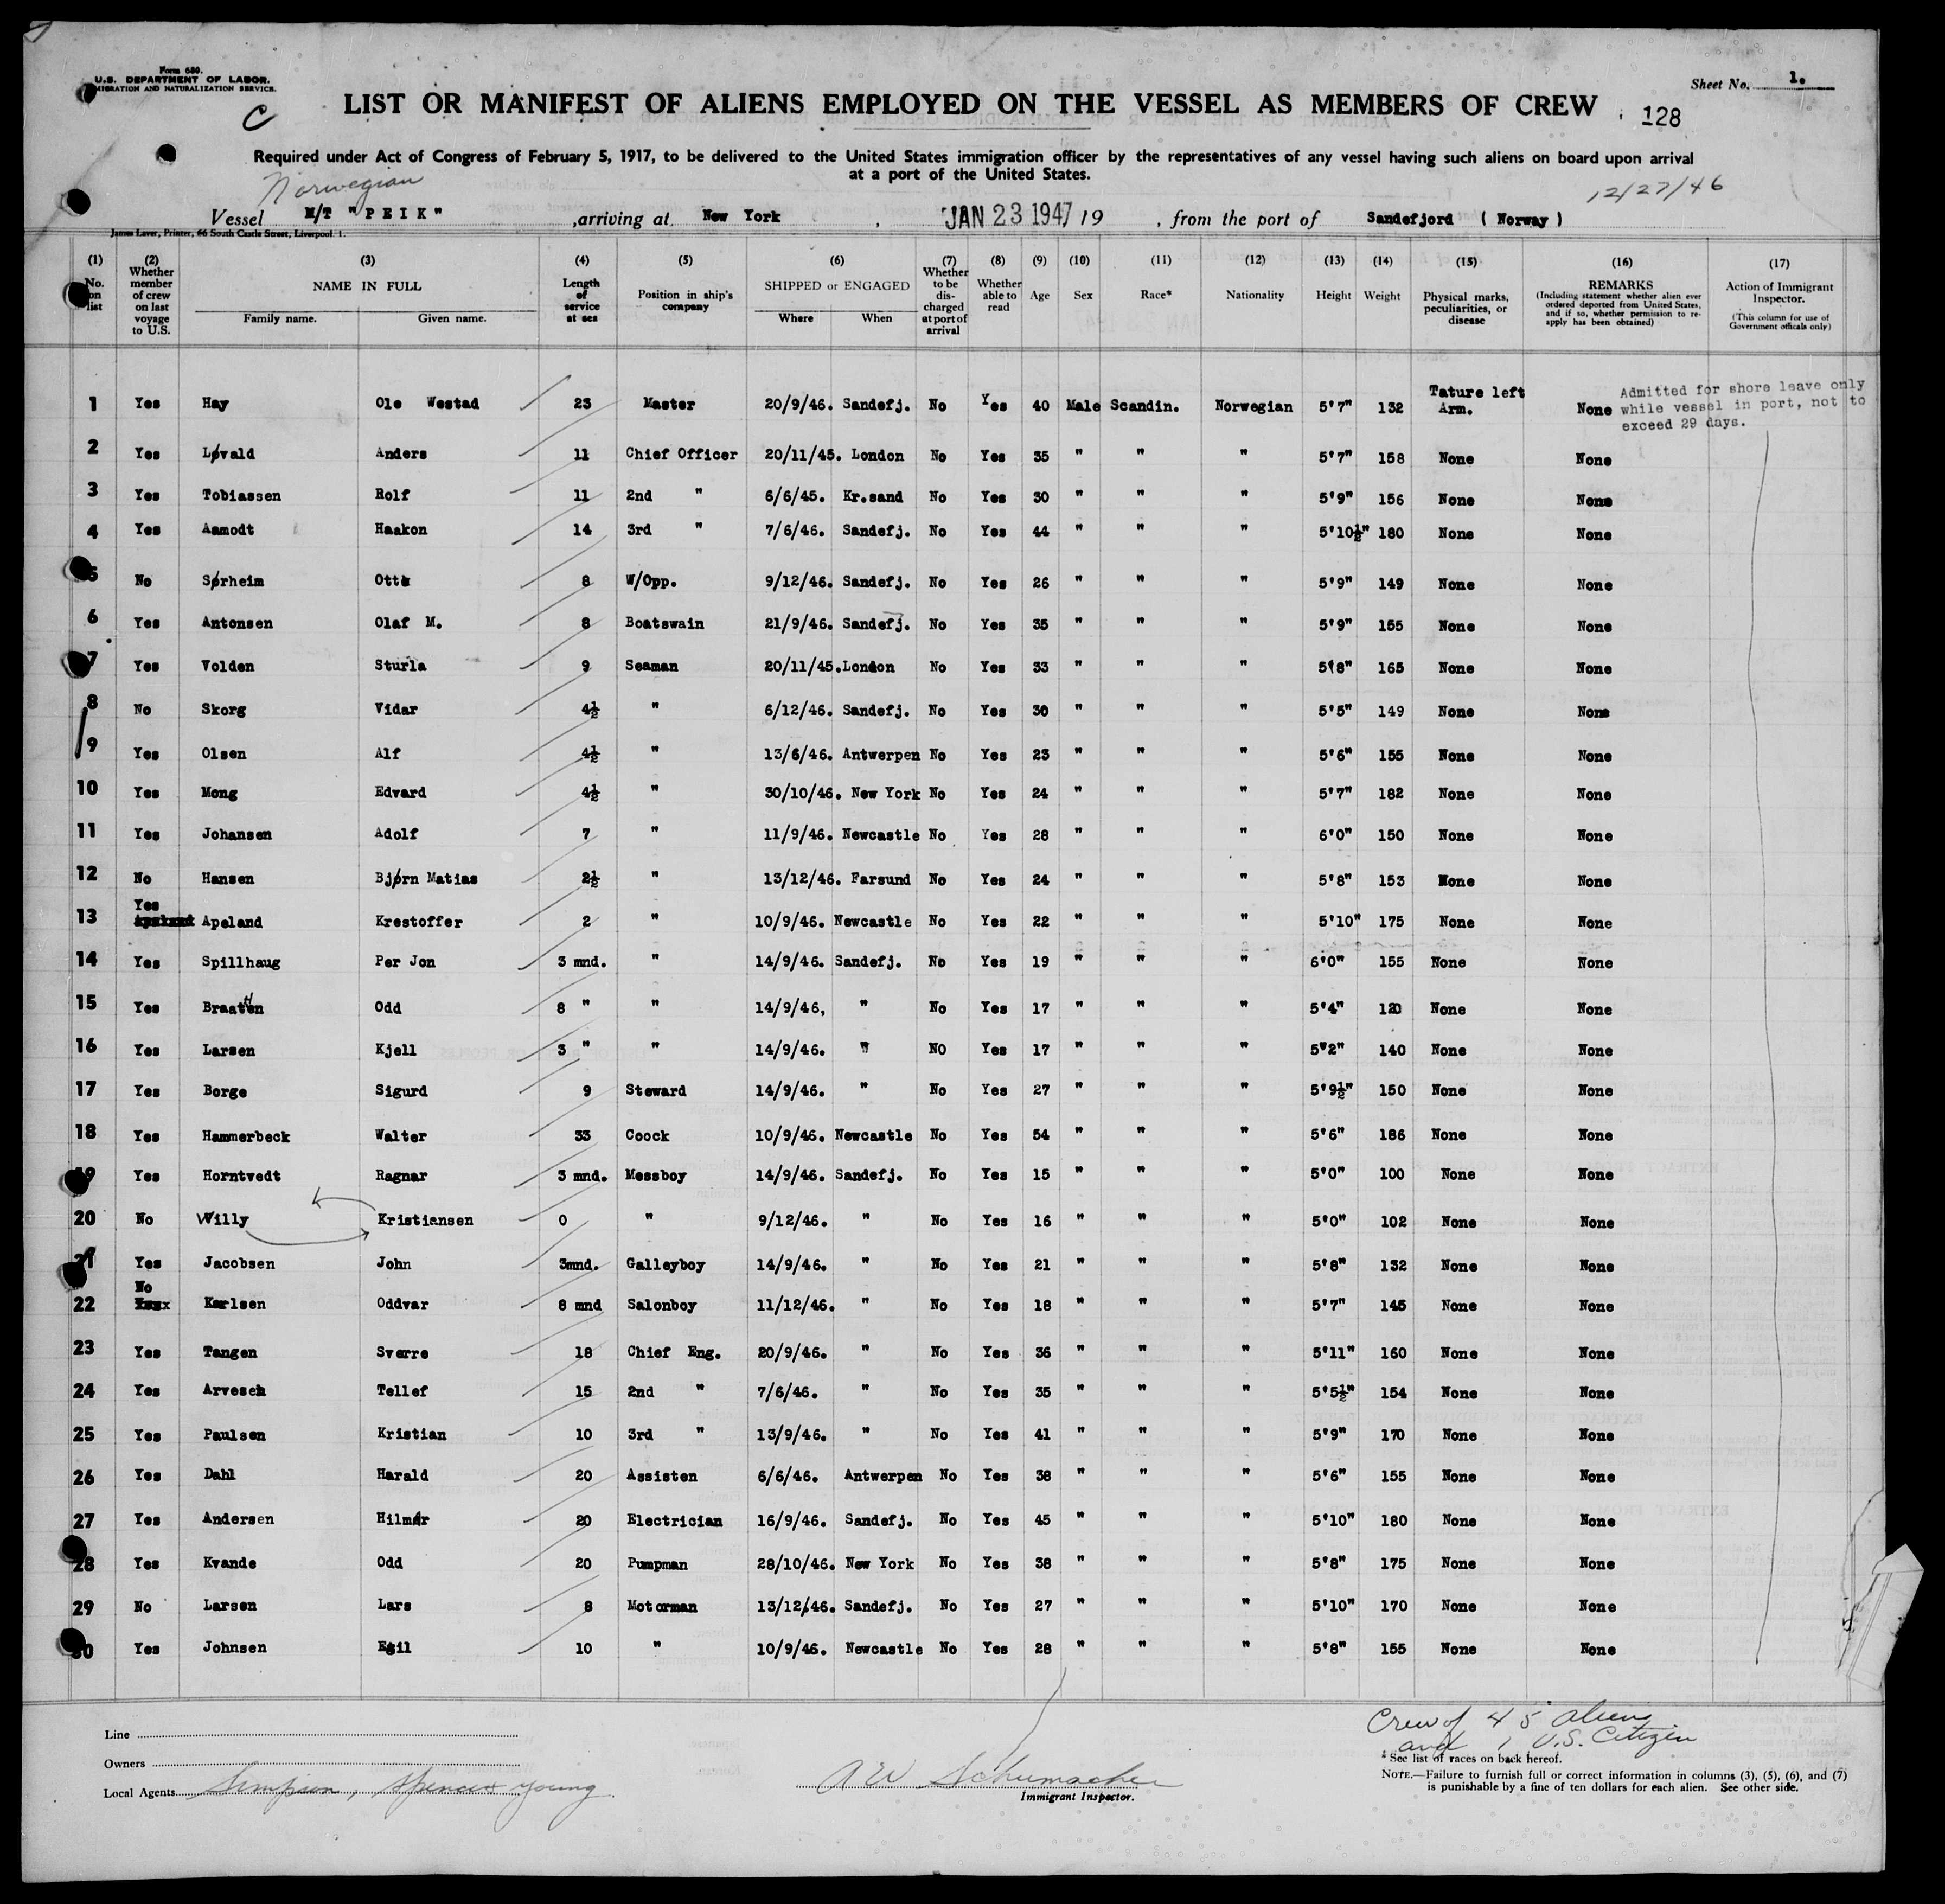 Form 680.
U.S. DEPARTMENT OF LABOR.
MIGRATION AND NATURALIZATION SERVICE.
C
Sheet No. 1.
LIST OR MANIFEST OF ALIENS EMPLOYED ON THE VESSEL AS MEMBERS OF CREW
128
Required under Act of Congress of February 5, 1917, to be delivered to the United States immigration officer by the representatives of any vessel having such aliens on board upon arrival
at a port of the United States.
Norwegian
12/27/46
Vessel M/T "PEIK" ,arriving at New York , JAN 23 1947 19 , from the port of Sandefjord ( Norway )
James Laver, Printer, 66 South Castle Street, Liverpool. 1.
(1) No. on list
(2) Whether member of crew on last voyage to U.S.
(3) NAME IN FULL Family name. Given name.
(4) Length of service at sea
(5) Position in ship's company
(6) SHIPPED or ENGAGED Where When
(7) Whether to be dis- charged at port of arrival
(8) Whether able to read
(9) Age
(10) Sex
(11) Race*
(12) Nationality
(13) Height
(14) Weight
(15) Physical marks, peculiarities, or disease
(16) REMARKS (Including statement whether alien ever ordered deported from United States, and if so, whether permission to re- apply has been obtained)
(17) Action of Immigrant Inspector. (This column for use of Government officals only)
1 Yes Hay Ole Westad 23 Master 20/9/46. Sandefj. No Yes 40 Male Scandin. Norwegian 5'7" 132 Tature left Arm. None
Admitted for shore leave only
while vessel in port, not to
exceed 29 days.
2 Yes Løvald Anders 11 Chief Officer 20/11/45. London No Yes 35 " " " 5'7" 158 None None
3 Yes Tobiassen Rolf 11 2nd " 6/6/45. Kr.sand No Yes 30 " " " 5'9" 156 None None
4 Yes Aamodt Haakon 14 3rd " 7/6/46. Sandefj. No Yes 44 " " " 5'10½" 180 None None
5 No Sørheim Otto 8 W/Opp. 9/12/46. Sandefj. No Yes 26 " " " 5'9" 149 None None
6 Yes Antonsen Olaf M. 8 Boatswain 21/9/46. Sandefj. No Yes 35 " " " 5'9" 155 None None
7 Yes Volden Sturla 9 Seaman 20/11/45. London No Yes 33 " " " 5'8" 165 None None
8 No Skorg Vidar 4½ " 6/12/46. Sandefj. No Yes 30 " " " 5'5" 149 None None
9 Yes Olsen Alf 4½ " 13/6/46. Antwerpen No Yes 23 " " " 5'6" 155 None None
10 Yes Mong Edvard 4½ " 30/10/46. New York No Yes 24 " " " 5'7" 182 None None
11 Yes Johansen Adolf 7 " 11/9/46. Newcastle No Yes 28 " " " 6'0" 150 None None
12 No Hansen Bjørn Matias 2½ " 13/12/46. Farsund No Yes 24 " " " 5'8" 153 None None
13 Yes Apeland Krestoffer 2 " 10/9/46. Newcastle No Yes 22 " " " 5'10" 175 None None
14 Yes Spillhaug Per Jon 3 mnd. " 14/9/46. Sandefj. No Yes 19 " " " 6'0" 155 None None
15 Yes Braaten Odd 8 " " 14/9/46, " No Yes 17 " " " 5'4" 120 None None
16 Yes Larsen Kjell 3 " " 14/9/46. " NO Yes 17 " " " 5'2" 140 None None
17 Yes Borge Sigurd 9 Steward 14/9/46. " No Yes 27 " " " 5'9½" 150 None None
18 Yes Hammerbeck Walter 33 Coock 10/9/46. Newcastle No Yes 54 " " " 5'6" 186 None None
19 Yes Horntvedt Ragnar 3 mnd. Messboy 14/9/46. Sandefj. No Yes 15 " " " 5'0" 100 None None
20 No Willy Kristiansen 0 " 9/12/46. " No Yes 16 " " " 5'0" 102 None None
21 Yes Jacobsen John 3mnd. Galleyboy 14/9/46. " No Yes 21 " " " 5'8" 132 None None
22 No Karlsen Oddvar 8 mnd Salonboy 11/12/46. " No Yes 18 " " " 5'7" 145 None None
23 Yes Tangen Sverre 18 Chief Eng. 20/9/46. " No Yes 36 " " " 5'11" 160 None None
24 Yes Arvesen Tellef 15 2nd " 7/6/46. " No Yes 35 " " " 5'5½" 154 None None
25 Yes Paulsen Kristian 10 3rd " 13/9/46. " No Yes 41 " " " 5'9" 170 None None
26 Yes Dahl Harald 20 Assisten 6/6/46. Antwerpen No Yes 38 " " " 5'6" 155 None None
27 Yes Andersen Hilmar 20 Electrician 16/9/46. Sandefj. No Yes 45 " " " 5'10" 180 None None
28 Yes Kvande Odd 20 Pumpman 28/10/46. New York No Yes 38 " " " 5'8" 175 None None
29 No Larsen Lars 8 Motorman 13/12/46. Sandefj. No Yes 27 " " " 5'10" 170 None None
30 Yes Johnsen Egil 10 " 10/9/46. Newcastle No Yes 28 " " " 5'8" 155 None None
Line
Owners
Local Agents Simpson, Spence & Young
A W Schumacher
Immigrant Inspector.
Crew of 45 aliens
and 1 U.S. Citizen
* See list of races on back hereof.
NOTE.—Failure to furnish full or correct information in columns (3), (5), (6), and (7)
is punishable by a fine of ten dollars for each alien. See other side.